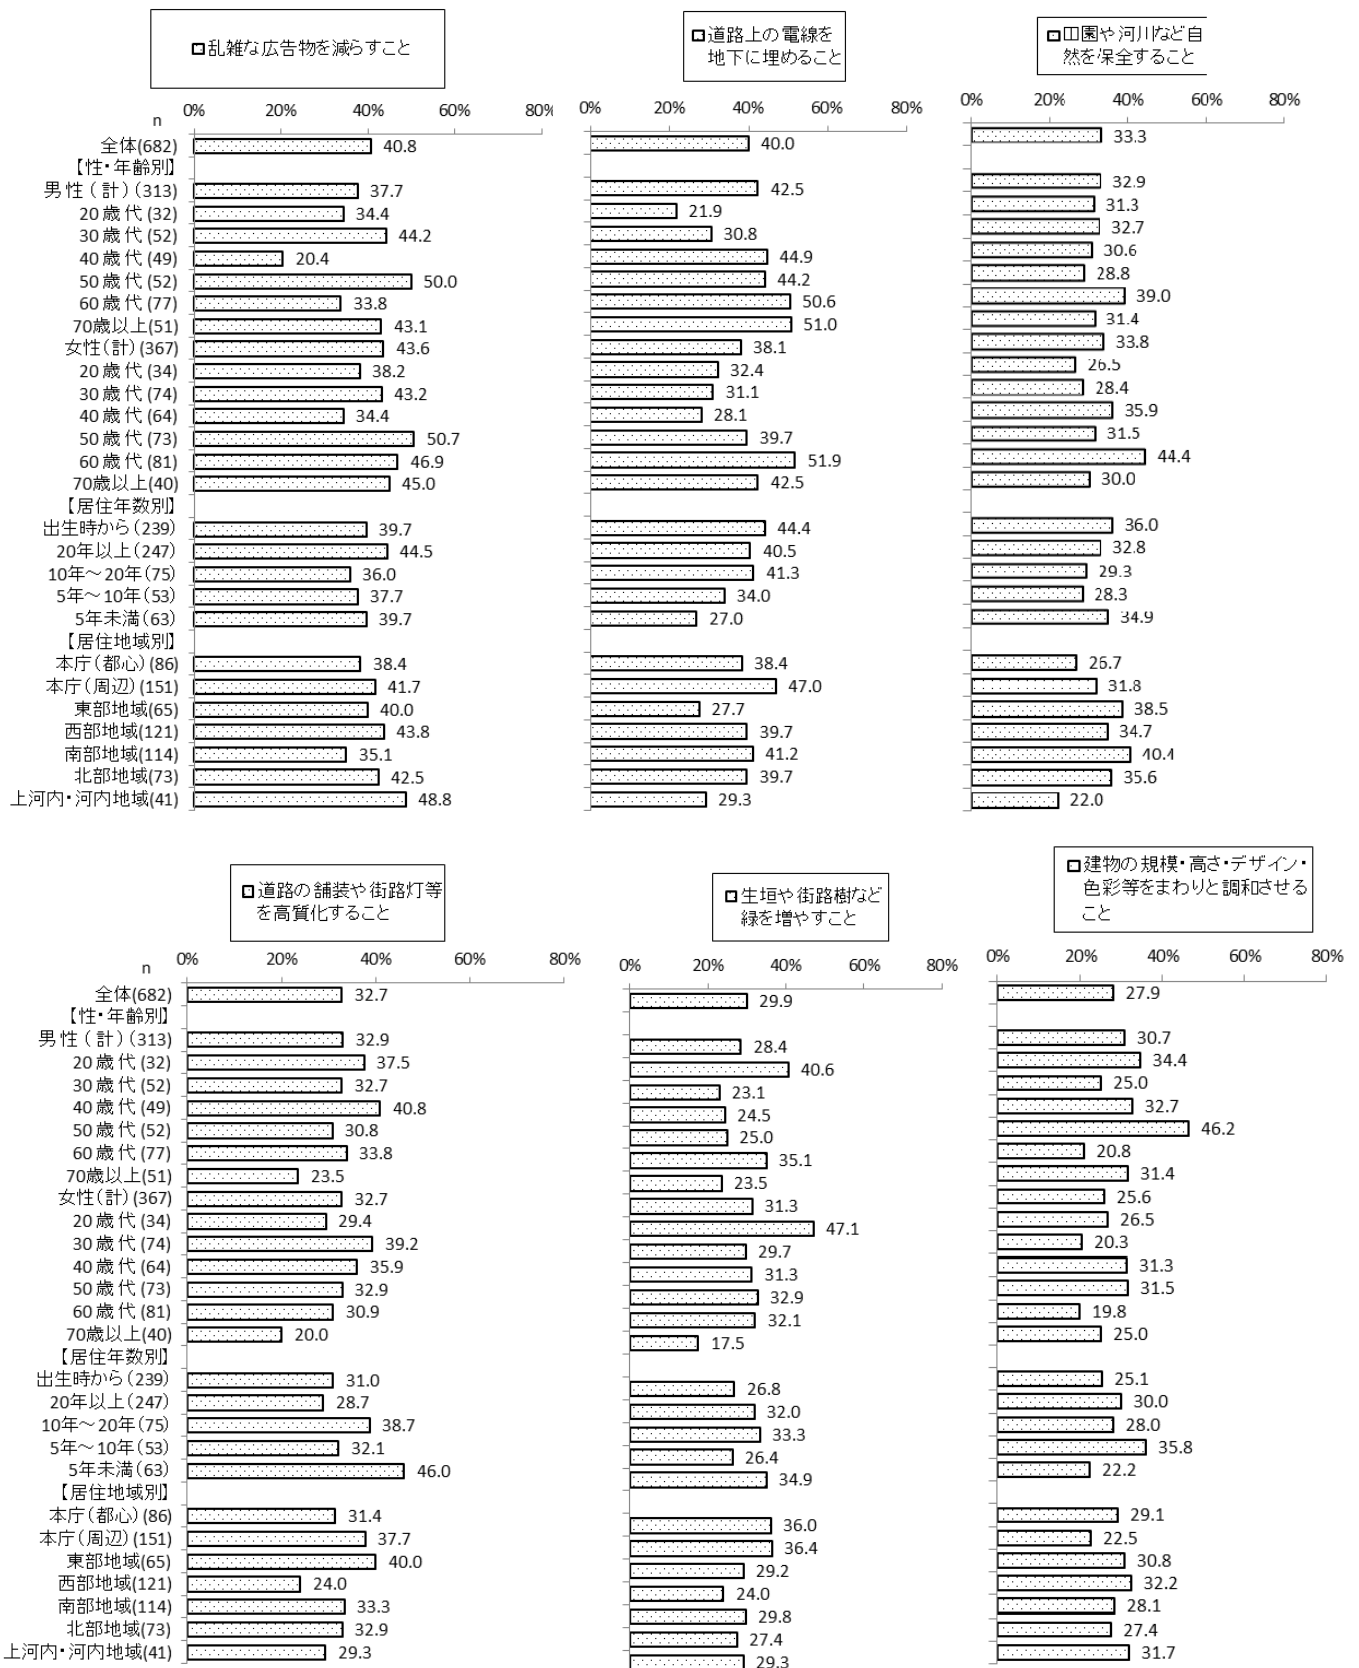 □乱雑な広告物を減らすこと
□道路上の電線を
地下に埋めること
□田園や河川など自
然を保全すること
n
0% 20% 40% 60% 80%
0% 20% 40% 60% 80%
0% 20% 40% 60% 80%
全体(682) 40.8 40.0 33.3
【性・年齢別】
男性(計)(313) 37.7 42.5 32.9
20歳代(32) 34.4 21.9 31.3
30歳代(52) 44.2 30.8 32.7
40歳代(49) 20.4 44.9 30.6
50歳代(52) 50.0 44.2 28.8
60歳代(77) 33.8 50.6 39.0
70歳以上(51) 43.1 51.0 31.4
女性(計)(367) 43.6 38.1 33.8
20歳代(34) 38.2 32.4 26.5
30歳代(74) 43.2 31.1 28.4
40歳代(64) 34.4 28.1 35.9
50歳代(73) 50.7 39.7 31.5
60歳代(81) 46.9 51.9 44.4
70歳以上(40) 45.0 42.5 30.0
【居住年数別】
出生時から(239) 39.7 44.4 36.0
20年以上(247) 44.5 40.5 32.8
10年～20年(75) 36.0 41.3 29.3
5年～10年(53) 37.7 34.0 28.3
5年未満(63) 39.7 27.0 34.9
【居住地域別】
本庁(都心)(86) 38.4 38.4 26.7
本庁(周辺)(151) 41.7 47.0 31.8
東部地域(65) 40.0 27.7 38.5
西部地域(121) 43.8 39.7 34.7
南部地域(114) 35.1 41.2 40.4
北部地域(73) 42.5 39.7 35.6
上河内・河内地域(41) 48.8 29.3 22.0
□道路の舗装や街路灯等
を高質化すること
□生垣や街路樹など
緑を増やすこと
□建物の規模・高さ・デザイン・
色彩等をまわりと調和させる
こと
n
0% 20% 40% 60% 80%
0% 20% 40% 60% 80%
0% 20% 40% 60% 80%
全体(682) 32.7 29.9 27.9
【性・年齢別】
男性(計)(313) 32.9 28.4 30.7
20歳代(32) 37.5 40.6 34.4
30歳代(52) 32.7 23.1 25.0
40歳代(49) 40.8 24.5 32.7
50歳代(52) 30.8 25.0 46.2
60歳代(77) 33.8 35.1 20.8
70歳以上(51) 23.5 23.5 31.4
女性(計)(367) 32.7 31.3 25.6
20歳代(34) 29.4 47.1 26.5
30歳代(74) 39.2 29.7 20.3
40歳代(64) 35.9 31.3 31.3
50歳代(73) 32.9 32.9 31.5
60歳代(81) 30.9 32.1 19.8
70歳以上(40) 20.0 17.5 25.0
【居住年数別】
出生時から(239) 31.0 26.8 25.1
20年以上(247) 28.7 32.0 30.0
10年～20年(75) 38.7 33.3 28.0
5年～10年(53) 32.1 26.4 35.8
5年未満(63) 46.0 34.9 22.2
【居住地域別】
本庁(都心)(86) 31.4 36.0 29.1
本庁(周辺)(151) 37.7 36.4 22.5
東部地域(65) 40.0 29.2 30.8
西部地域(121) 24.0 24.0 32.2
南部地域(114) 33.3 29.8 28.1
北部地域(73) 32.9 27.4 27.4
上河内・河内地域(41) 29.3 29.3 31.7